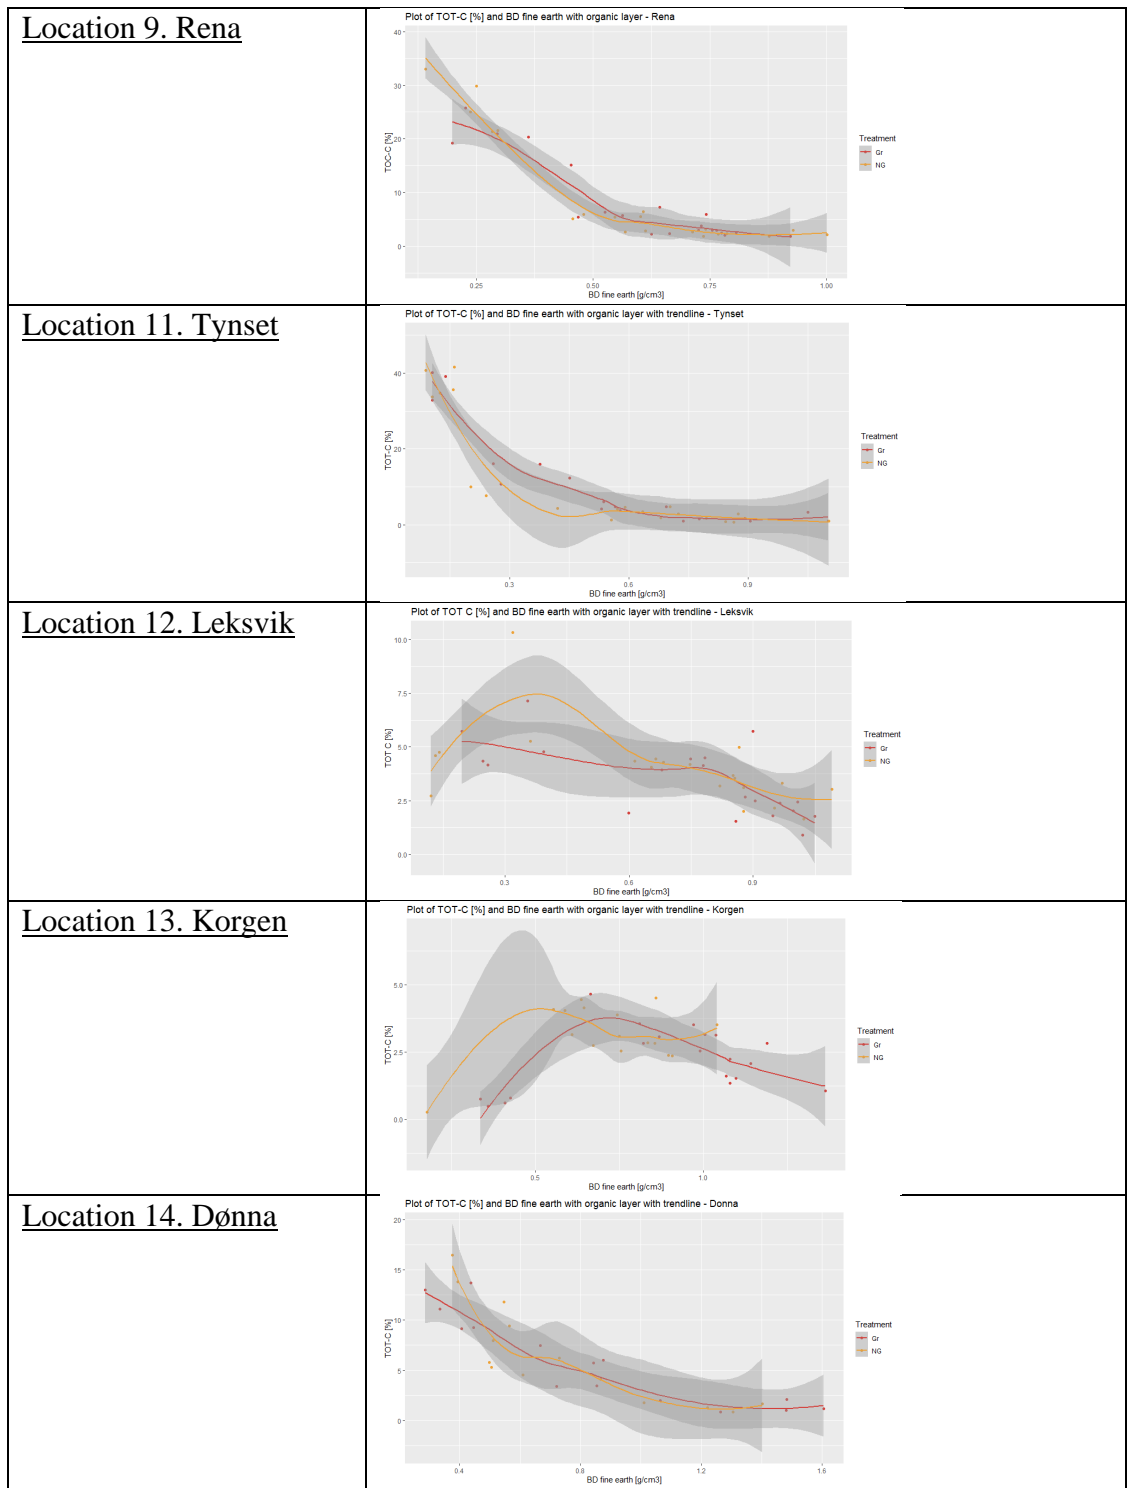 Location 9. Rena
Plot of TOT-C [%] and BD fine earth with organic layer - Rena
40
30
20
10
0
TOC-C [%]
0.25 0.50 0.75 1.00
BD fine earth [g/cm3]
Treatment
Gr
NG
Location 11. Tynset
Plot of TOT-C [%] and BD fine earth with organic layer with trendline - Tynset
40
20
0
TOT-C [%]
0.3 0.6 0.9
BD fine earth [g/cm3]
Treatment
Gr
NG
Location 12. Leksvik
Plot of TOT C [%] and BD fine earth with organic layer with trendline - Leksvik
10.0
7.5
5.0
2.5
0.0
TOT C [%]
0.3 0.6 0.9
BD fine earth [g/cm3]
Treatment
Gr
NG
Location 13. Korgen
Plot of TOT-C [%] and BD fine earth with organic layer with trendline - Korgen
5.0
2.5
0.0
TOT-C [%]
0.5 1.0
BD fine earth [g/cm3]
Treatment
Gr
NG
Location 14. Dønna
Plot of TOT-C [%] and BD fine earth with organic layer with trendline - Donna
20
15
10
5
0
TOT-C [%]
0.4 0.8 1.2 1.6
BD fine earth [g/cm3]
Treatment
Gr
NG